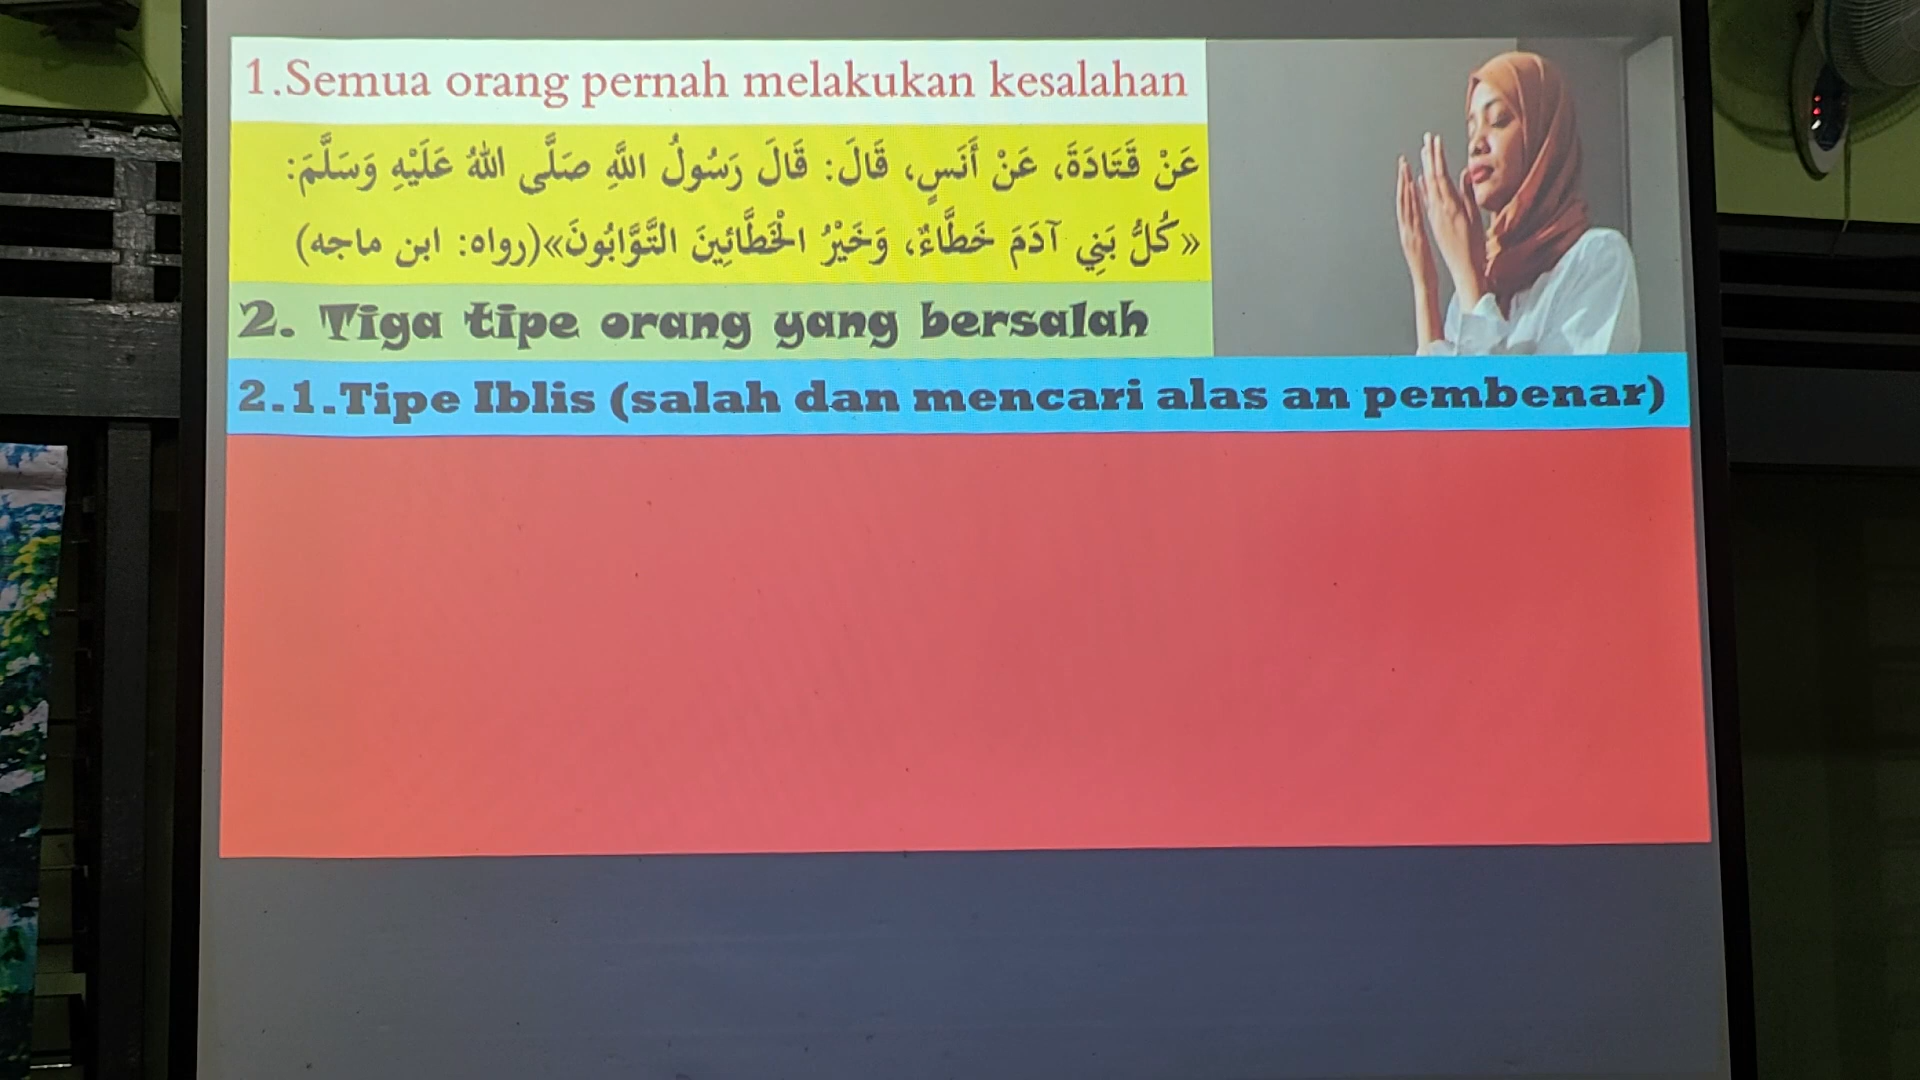 1.Semua orang pernah melakukan kesalahan
عَنْ قَتَادَةَ، عَنْ أَنَسٍ، قَالَ: قَالَ رَسُولُ اللَّهِ صَلَّى اللهُ عَلَيْهِ وَسَلَّمَ:
«كُلُّ بَنِي آدَمَ خَطَّاءٌ، وَخَيْرُ الْخَطَّائِينَ التَّوَّابُونَ»(رواه: ابن ماجه)
2. Tiga tipe orang yang bersalah
2.1.Tipe Iblis (salah dan mencari alas an pembenar)